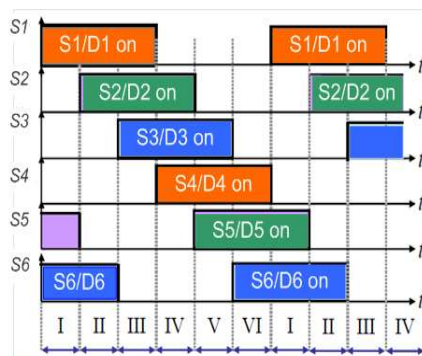 S1 S1/D1 on S1/D1 on t
S2 S2/D2 on S2/D2 on t
S3 S3/D3 on t
S4 S4/D4 on t
S5 S5/D5 on t
S6 S6/D6 S6/D6 on t
I II III IV V VI I II III IV